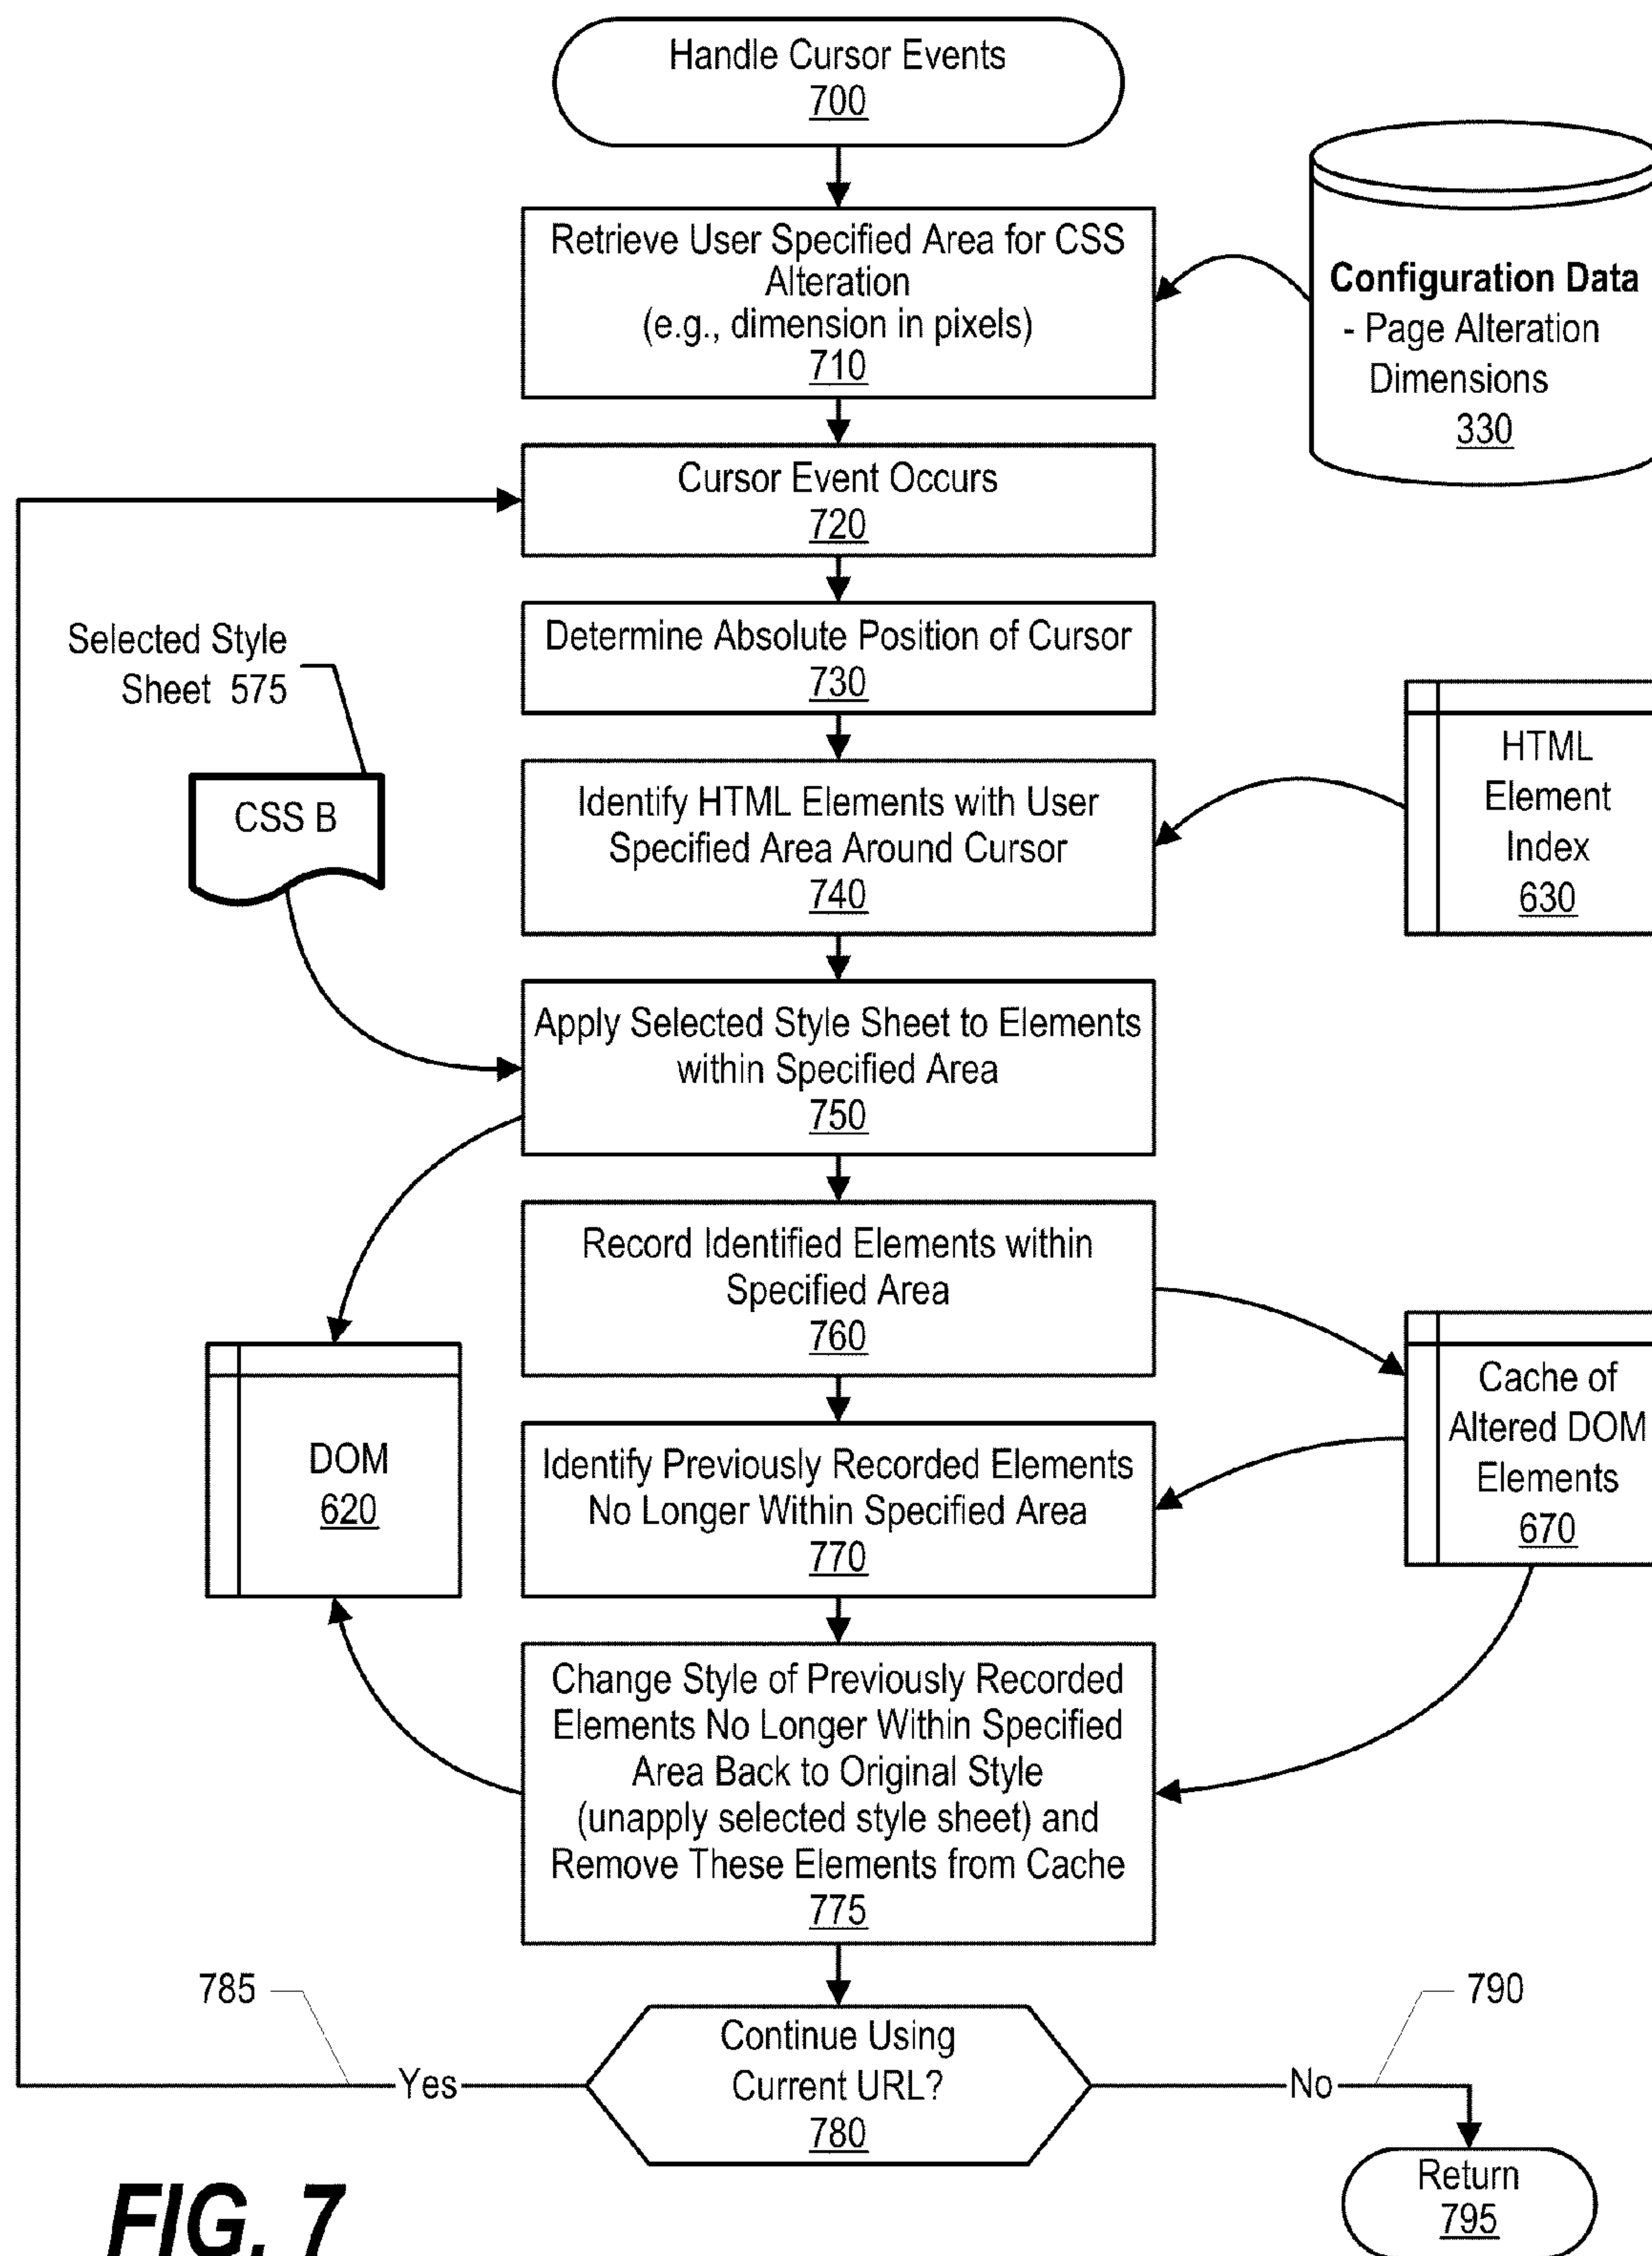 Handle Cursor Events
700
Retrieve User Specified Area for CSS
Alteration
(e.g., dimension in pixels)
710
Configuration Data
- Page Alteration
Dimensions
330
Cursor Event Occurs
720
Selected Style
Sheet 575
Determine Absolute Position of Cursor
730
CSS B
Identify HTML Elements with User
Specified Area Around Cursor
740
HTML
Element
Index
630
Apply Selected Style Sheet to Elements
within Specified Area
750
Record Identified Elements within
Specified Area
760
DOM
620
Identify Previously Recorded Elements
No Longer Within Specified Area
770
Cache of
Altered DOM
Elements
670
Change Style of Previously Recorded
Elements No Longer Within Specified
Area Back to Original Style
(unapply selected style sheet) and
Remove These Elements from Cache
775
785
790
Continue Using
Current URL?
780
Yes
No
Return
795
FIG. 7